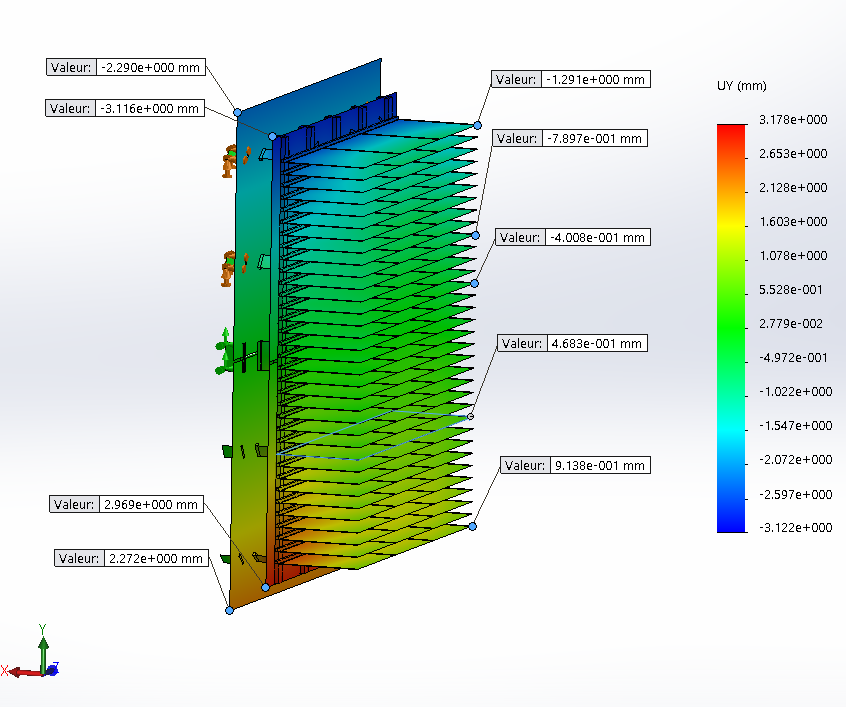 Valeur: -2.290e+000 mm
Valeur: -3.116e+000 mm
Valeur: -1.291e+000 mm
Valeur: -7.897e-001 mm
Valeur: -4.008e-001 mm
Valeur: 4.683e-001 mm
Valeur: 9.138e-001 mm
Valeur: 2.969e+000 mm
Valeur: 2.272e+000 mm
UY (mm)
3.178e+000
2.653e+000
2.128e+000
1.603e+000
1.078e+000
5.528e-001
2.779e-002
-4.972e-001
-1.022e+000
-1.547e+000
-2.072e+000
-2.597e+000
-3.122e+000
Y
X
Z